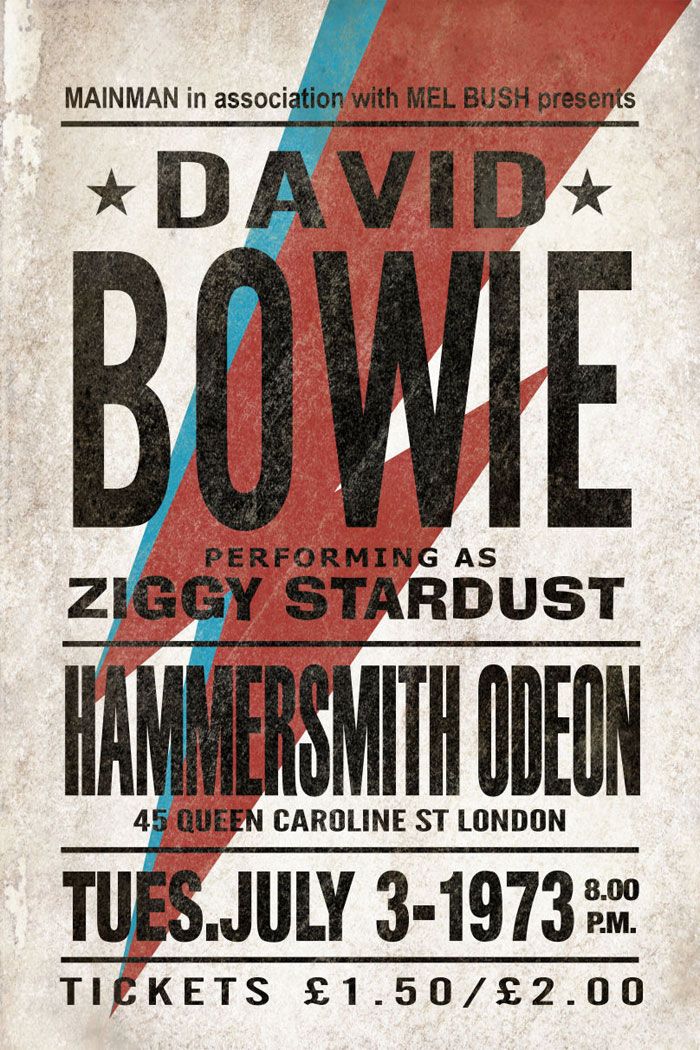 MAINMAN in association with MEL BUSH presents
★ DAVID ★
BOWIE
PERFORMING AS
ZIGGY STARDUST
HAMMERSMITH ODEON
45 QUEEN CAROLINE ST LONDON
TUES.JULY 3-1973 8.00 P.M.
TICKETS £1.50/£2.00